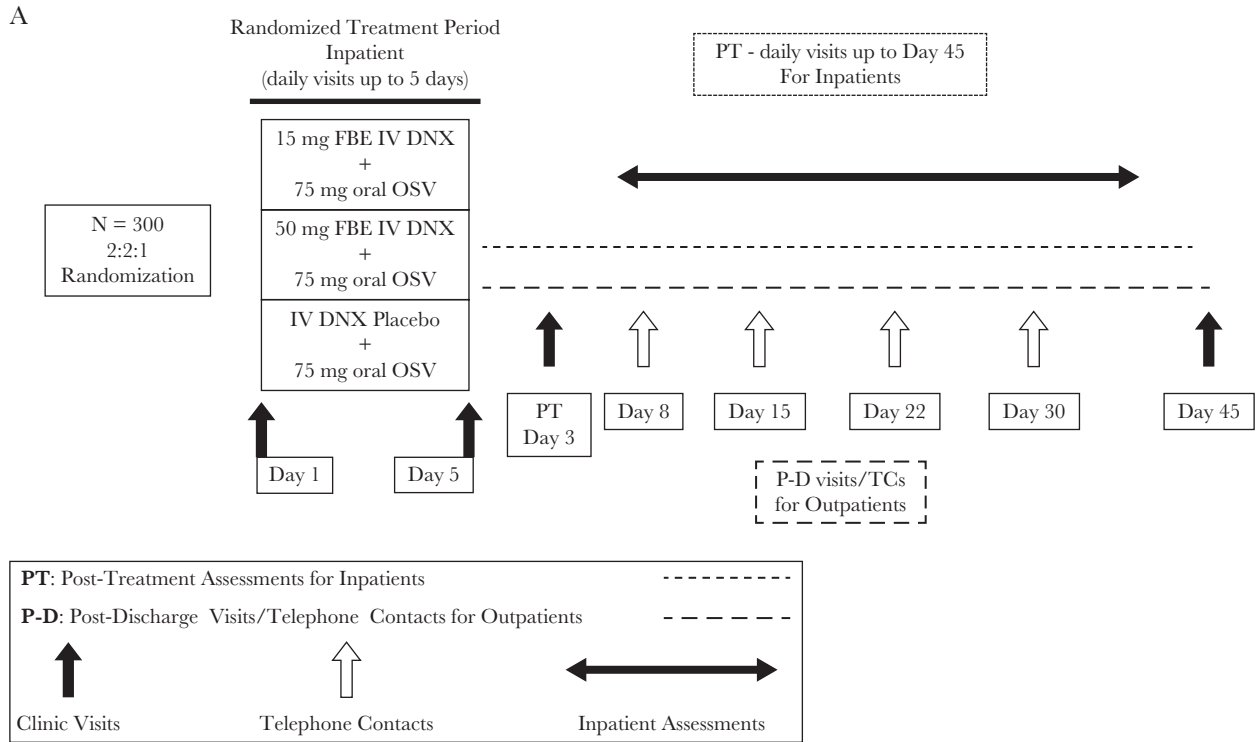 A
Randomized Treatment Period
Inpatient
(daily visits up to 5 days)
PT - daily visits up to Day 45
For Inpatients
15 mg FBE IV DNX
+
75 mg oral OSV
N = 300
2:2:1
Randomization
50 mg FBE IV DNX
+
75 mg oral OSV
IV DNX Placebo
+
75 mg oral OSV
Day 1
Day 5
PT
Day 3
Day 8
Day 15
Day 22
Day 30
Day 45
P-D visits/TCs
for Outpatients
PT: Post-Treatment Assessments for Inpatients
P-D: Post-Discharge Visits/Telephone Contacts for Outpatients
Clinic Visits
Telephone Contacts
Inpatient Assessments